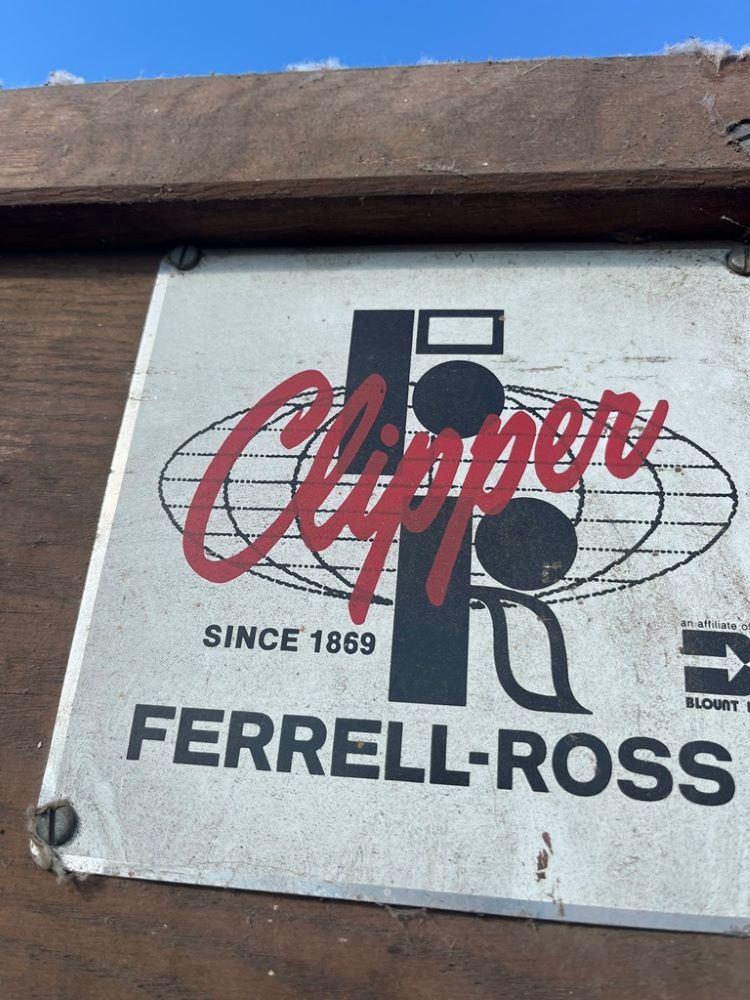 Clipper
SINCE 1869
an affiliate of
BLOUNT
FERRELL-ROSS